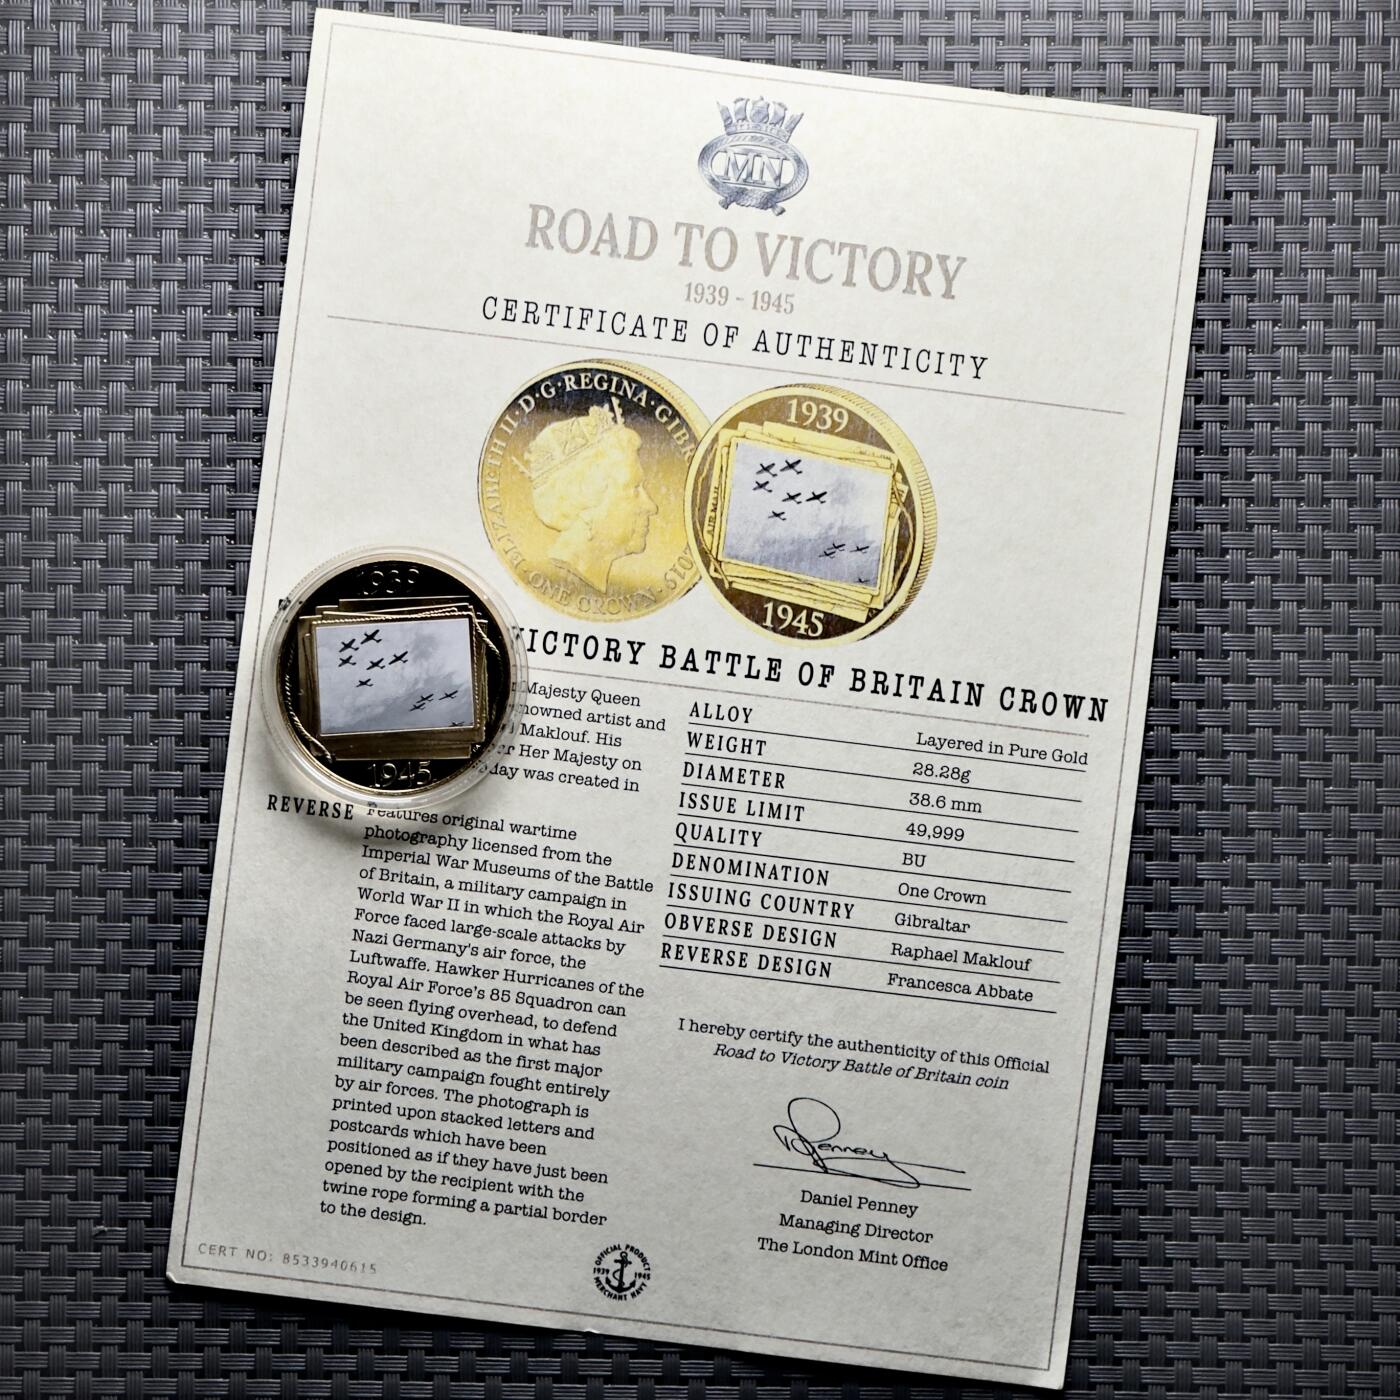 MN
ROAD TO VICTORY
1939 - 1945
CERTIFICATE OF AUTHENTICITY
ELIZABETH II · D · G · REGINA · GIBR
ONE CROWN
1939
AIR MAIL
1945
1939
1945
VICTORY BATTLE OF BRITAIN CROWN
Majesty Queen
artist and
Maklouf. His
Her Majesty on
was created in
REVERSE
Features original wartime
photography licensed from the
Imperial War Museums of the Battle
of Britain, a military campaign in
World War II in which the Royal Air
Force faced large-scale attacks by
Nazi Germany's air force, the
Luftwaffe. Hawker Hurricanes of the
Royal Air Force's 85 Squadron can
be seen flying overhead, to defend
the United Kingdom in what has
been described as the first major
military campaign fought entirely
by air forces. The photograph is
printed upon stacked letters and
postcards which have been
positioned as if they have just been
opened by the recipient with the
twine rope forming a partial border
to the design.
ALLOY Layered in Pure Gold
WEIGHT 28.28g
DIAMETER 38.6 mm
ISSUE LIMIT 49,999
QUALITY BU
DENOMINATION One Crown
ISSUING COUNTRY Gibraltar
OBVERSE DESIGN Raphael Maklouf
REVERSE DESIGN Francesca Abbate
I hereby certify the authenticity of this Official
Road to Victory Battle of Britain coin
DPenney
Daniel Penney
Managing Director
The London Mint Office
CERT NO: 8533940615
OFFICIAL PRODUCT
1939 1945
MERCHANT NAVY